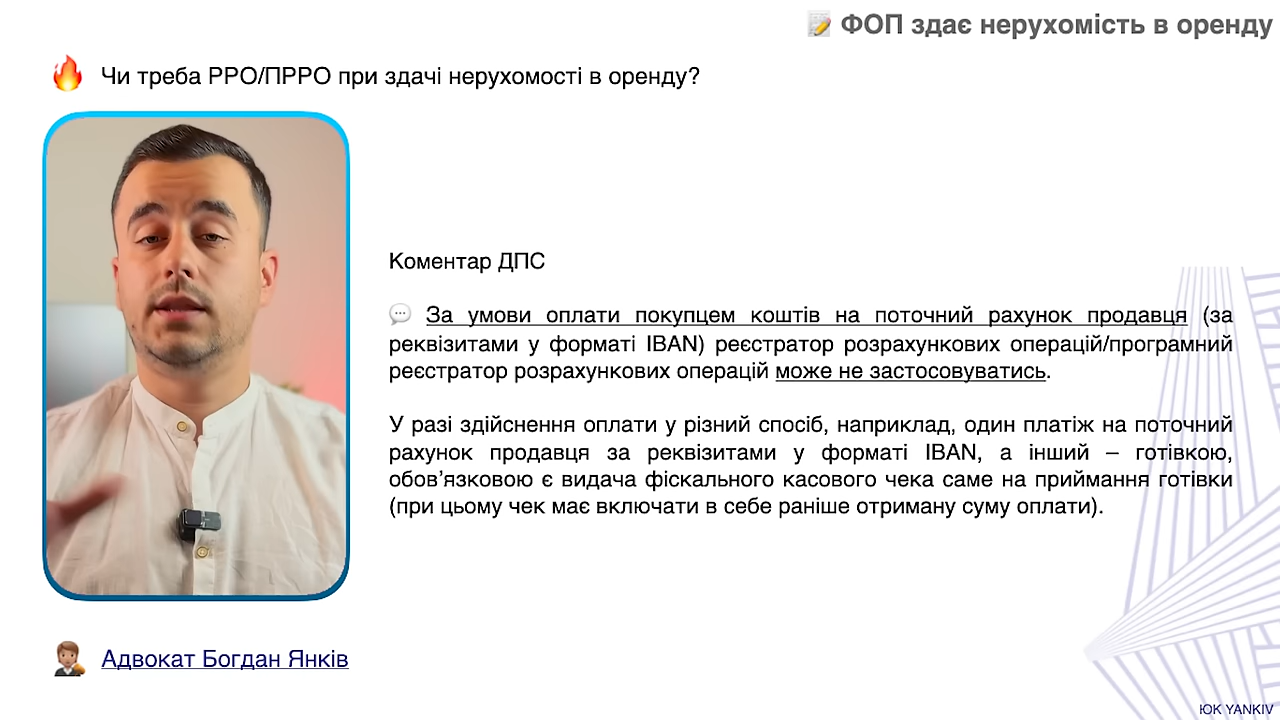 ФОП здає нерухомість в оренду
Чи треба РРО/ПРРО при здачі нерухомості в оренду?
Коментар ДПС
За умови оплати покупцем коштів на поточний рахунок продавця (за
реквізитами у форматі IBAN) реєстратор розрахункових операцій/програмний
реєстратор розрахункових операцій може не застосовуватись.
У разі здійснення оплати у різний спосіб, наприклад, один платіж на поточний
рахунок продавця за реквізитами у форматі IBAN, а інший – готівкою,
обов’язковою є видача фіскального касового чека саме на приймання готівки
(при цьому чек має включати в себе раніше отриману суму оплати).
Адвокат Богдан Янків
ЮК YANKIV